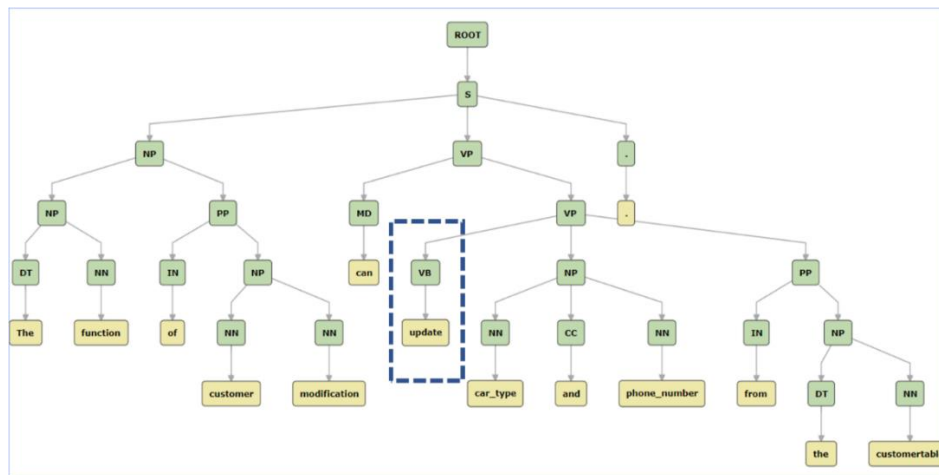 ROOT
S
NP VP .
NP PP MD VP .
DT NN IN NP can VB NP PP
The function of NN NN update NN CC NN IN NP
customer modification car_type and phone_number from DT NN
the customertabl